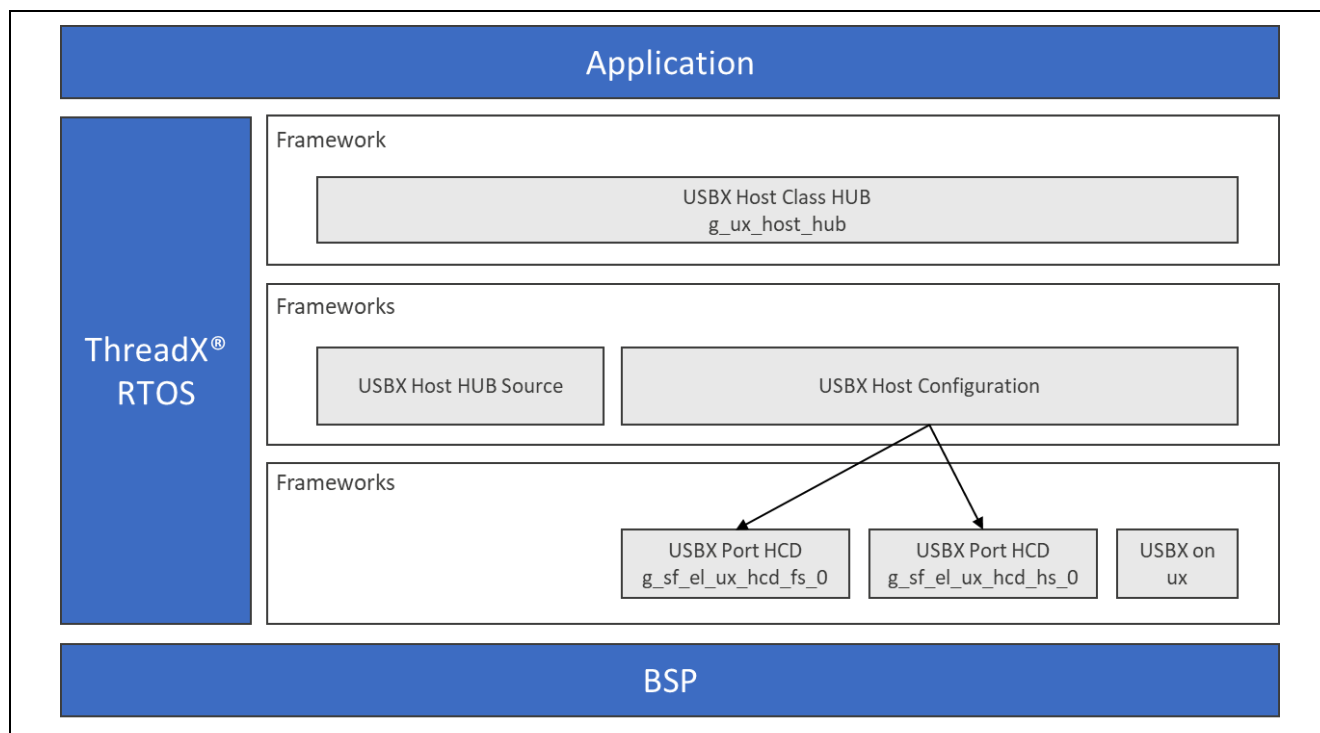 Application
Framework
USBX Host Class HUB
g_ux_host_hub
ThreadX®
RTOS
Frameworks
USBX Host HUB Source
USBX Host Configuration
Frameworks
USBX Port HCD
g_sf_el_ux_hcd_fs_0
USBX Port HCD
g_sf_el_ux_hcd_hs_0
USBX on
ux
BSP